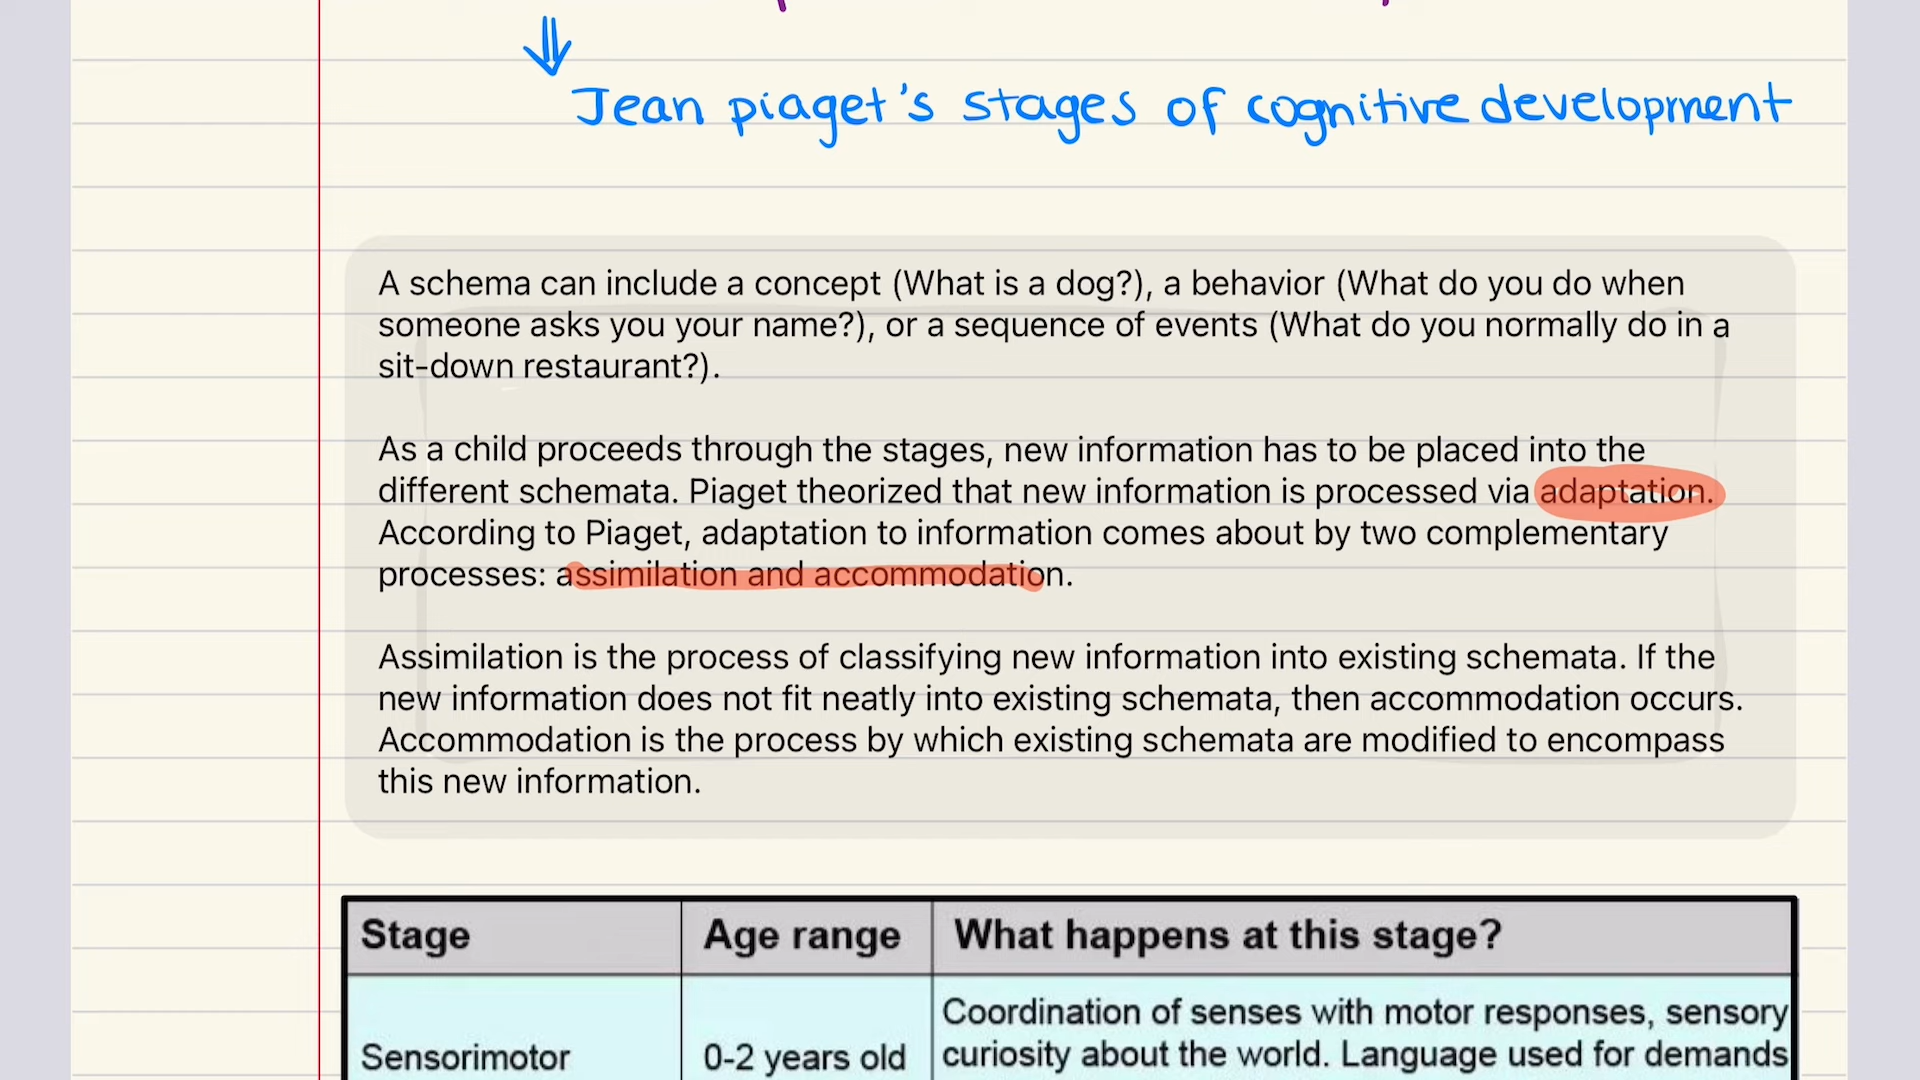 Jean piaget's stages of cognitive development
A schema can include a concept (What is a dog?), a behavior (What do you do when
someone asks you your name?), or a sequence of events (What do you normally do in a
sit-down restaurant?).
As a child proceeds through the stages, new information has to be placed into the
different schemata. Piaget theorized that new information is processed via adaptation.
According to Piaget, adaptation to information comes about by two complementary
processes: assimilation and accommodation.
Assimilation is the process of classifying new information into existing schemata. If the
new information does not fit neatly into existing schemata, then accommodation occurs.
Accommodation is the process by which existing schemata are modified to encompass
this new information.
Stage Age range What happens at this stage?
Coordination of senses with motor responses, sensory
Sensorimotor 0-2 years old curiosity about the world. Language used for demands